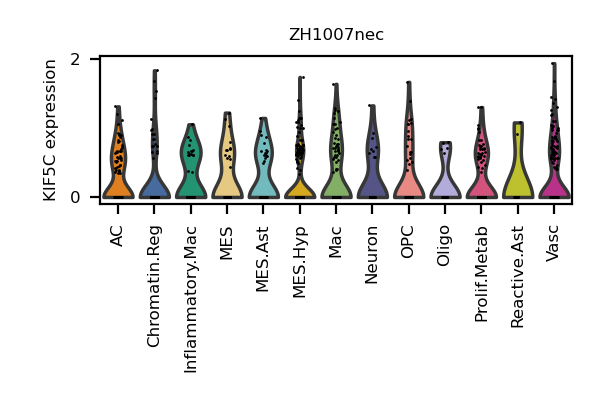 ZH1007nec
KIF5C expression
2
0
AC
Chromatin.Reg
Inflammatory.Mac
MES
MES.Ast
MES.Hyp
Mac
Neuron
OPC
Oligo
Prolif.Metab
Reactive.Ast
Vasc